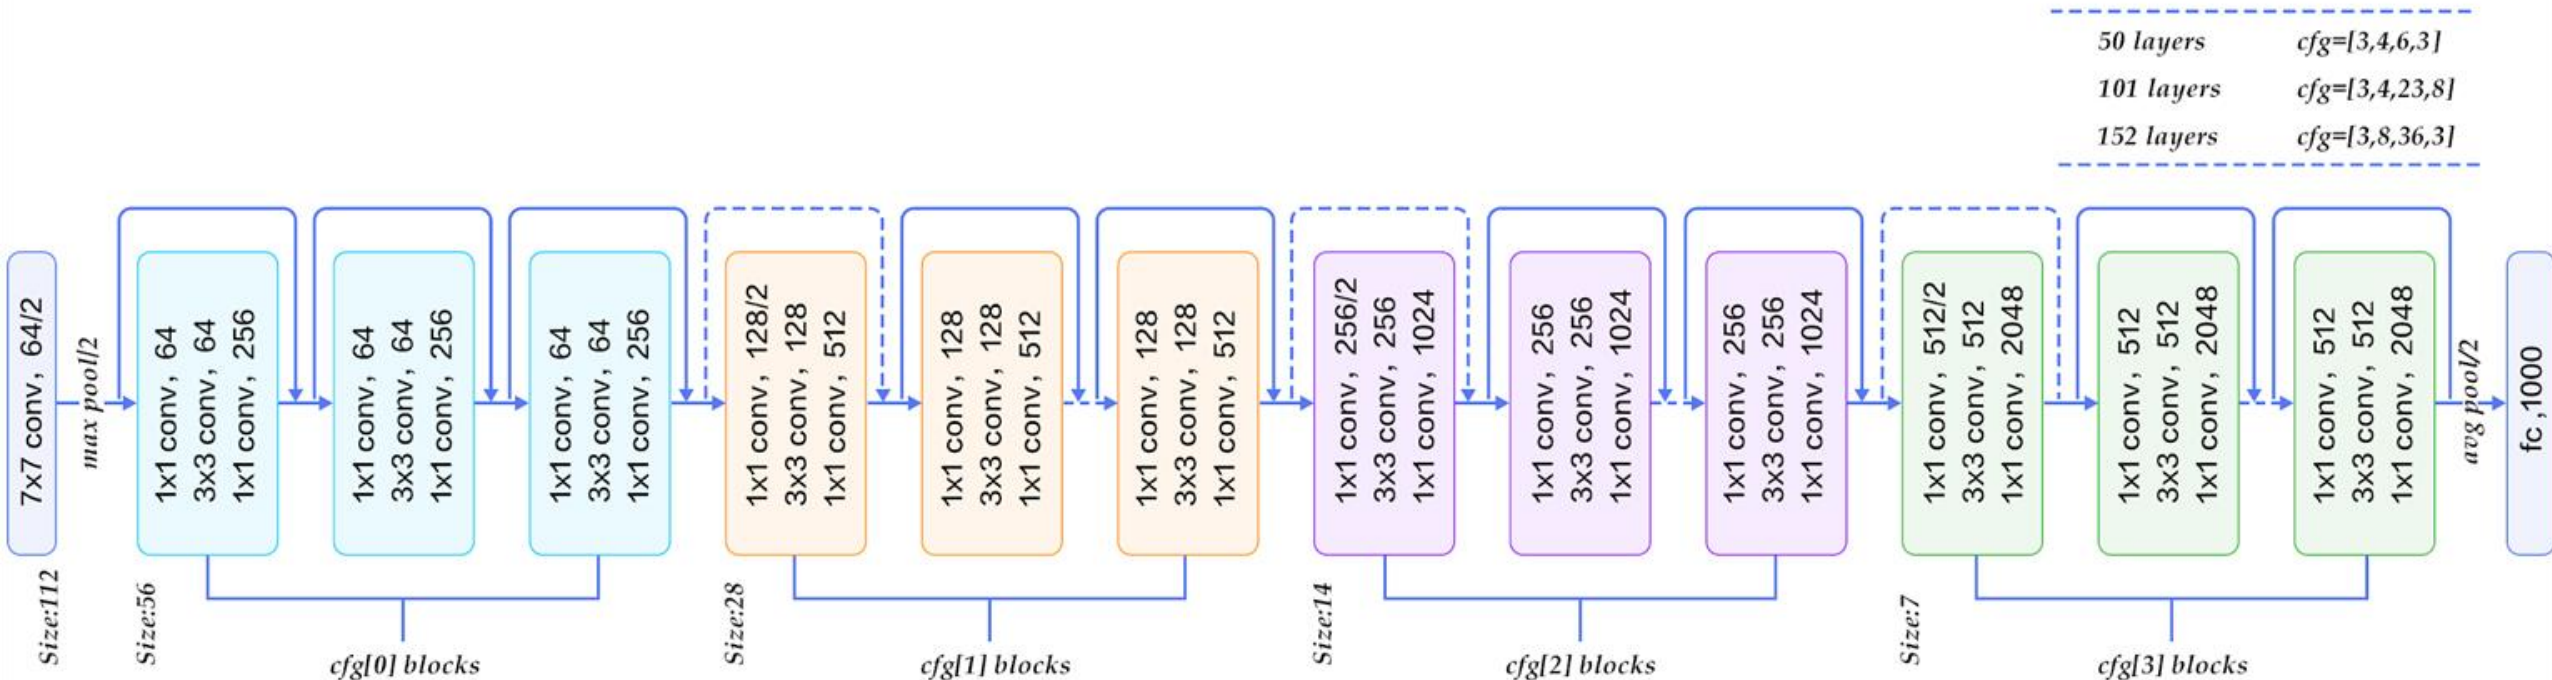 50 layers cfg=[3,4,6,3]
101 layers cfg=[3,4,23,8]
152 layers cfg=[3,8,36,3]
7x7 conv, 64/2
max pool/2
1x1 conv, 64
3x3 conv, 64
1x1 conv, 256
1x1 conv, 64
3x3 conv, 64
1x1 conv, 256
1x1 conv, 64
3x3 conv, 64
1x1 conv, 256
1x1 conv, 128/2
3x3 conv, 128
1x1 conv, 512
1x1 conv, 128
3x3 conv, 128
1x1 conv, 512
1x1 conv, 128
3x3 conv, 128
1x1 conv, 512
1x1 conv, 256/2
3x3 conv, 256
1x1 conv, 1024
1x1 conv, 256
3x3 conv, 256
1x1 conv, 1024
1x1 conv, 256
3x3 conv, 256
1x1 conv, 1024
1x1 conv, 512/2
3x3 conv, 512
1x1 conv, 2048
1x1 conv, 512
3x3 conv, 512
1x1 conv, 2048
1x1 conv, 512
3x3 conv, 512
1x1 conv, 2048
avg pool/2
fc ,1000
Size:112
Size:56
cfg[0] blocks
Size:28
cfg[1] blocks
Size:14
cfg[2] blocks
Size:7
cfg[3] blocks